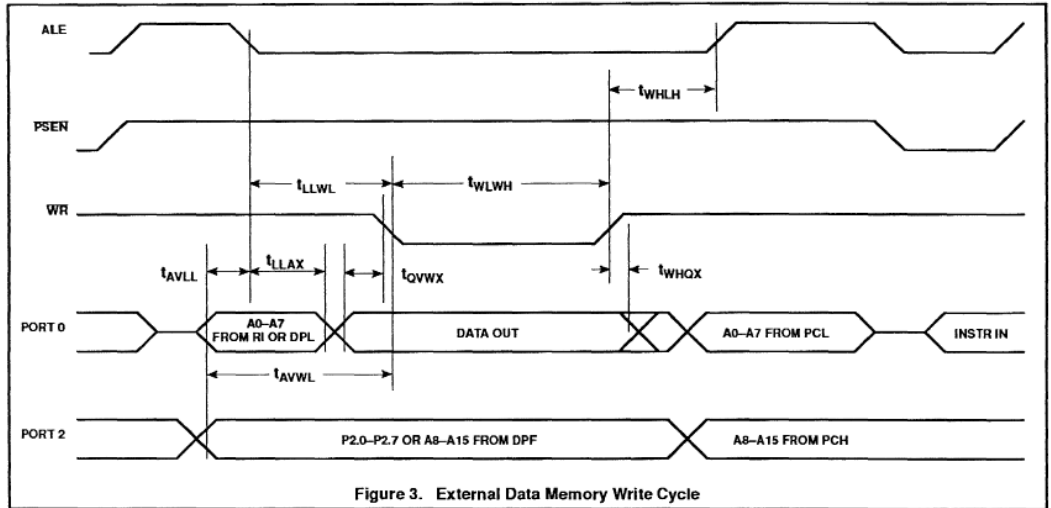 ALE
tWHLH
PSEN
tLLWL
tWLWH
WR
tAVLL
tLLAX
tQVWX
tWHQX
PORT 0
A0–A7
FROM RI OR DPL
DATA OUT
A0–A7 FROM PCL
INSTR IN
tAVWL
PORT 2
P2.0–P2.7 OR A8–A15 FROM DPF
A8–A15 FROM PCH
Figure 3. External Data Memory Write Cycle